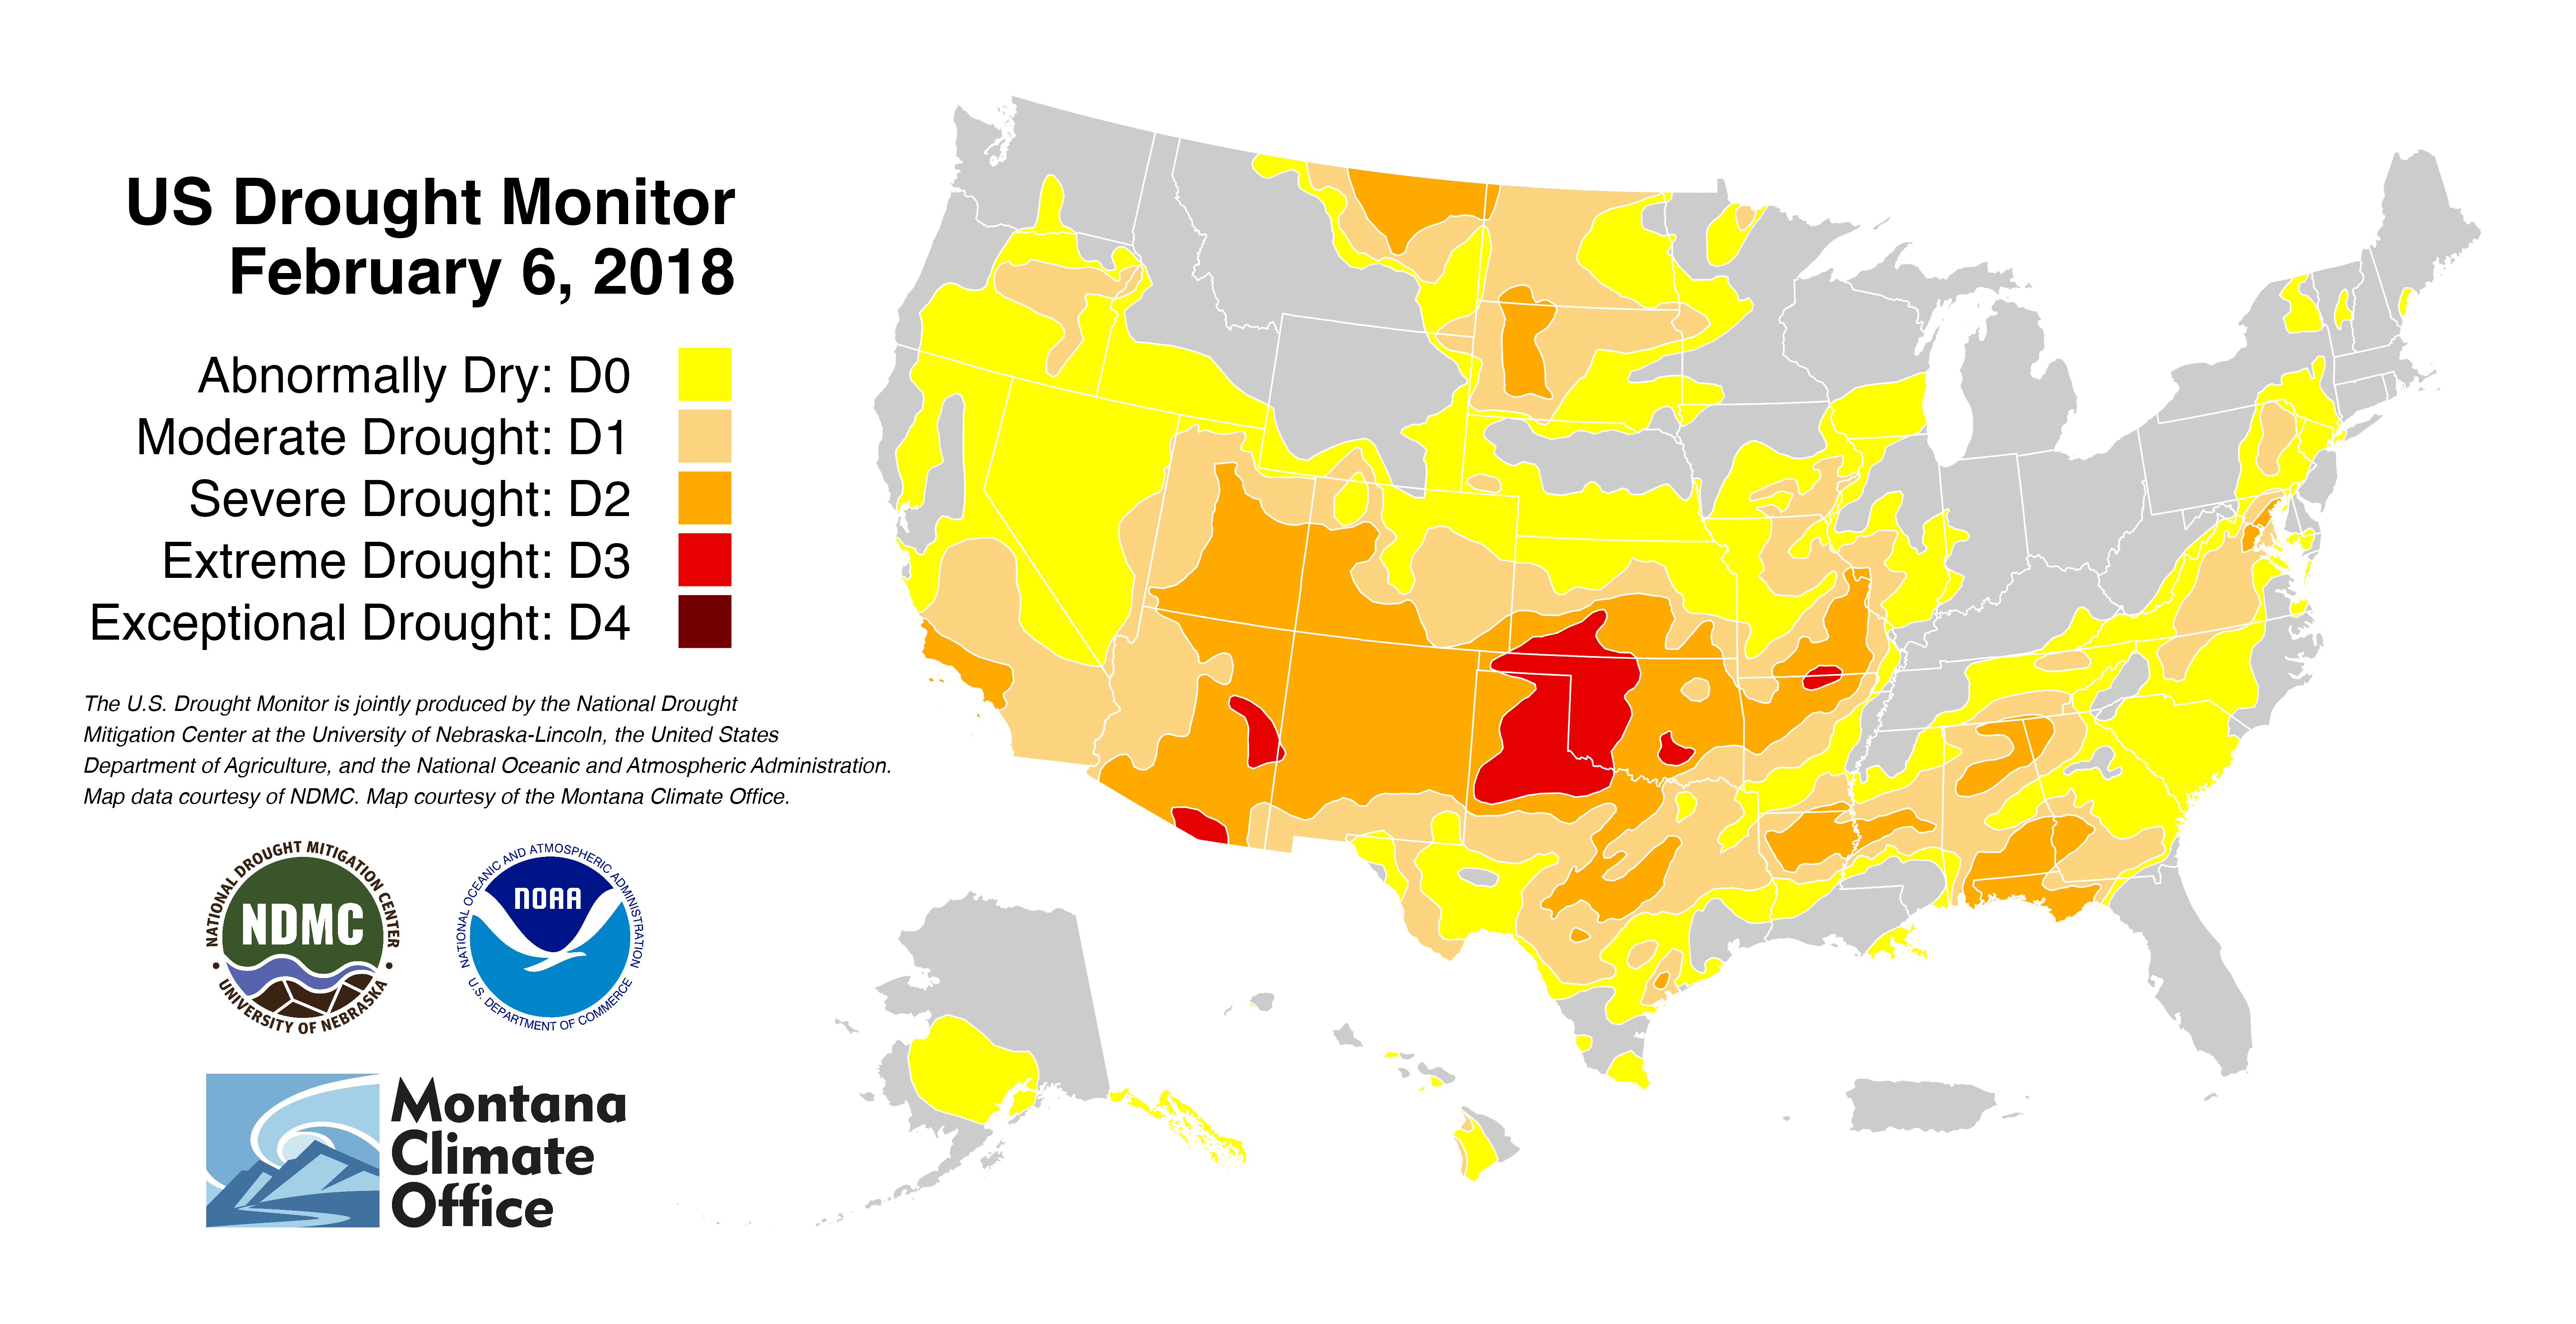 US Drought Monitor
February 6, 2018
Abnormally Dry: D0
Moderate Drought: D1
Severe Drought: D2
Extreme Drought: D3
Exceptional Drought: D4
The U.S. Drought Monitor is jointly produced by the National Drought
Mitigation Center at the University of Nebraska-Lincoln, the United States
Department of Agriculture, and the National Oceanic and Atmospheric Administration.
Map data courtesy of NDMC. Map courtesy of the Montana Climate Office.
NATIONAL DROUGHT MITIGATION CENTER
NDMC
UNIVERSITY OF NEBRASKA
NATIONAL OCEANIC AND ATMOSPHERIC ADMINISTRATION
NOAA
U.S. DEPARTMENT OF COMMERCE
Montana
Climate
Office